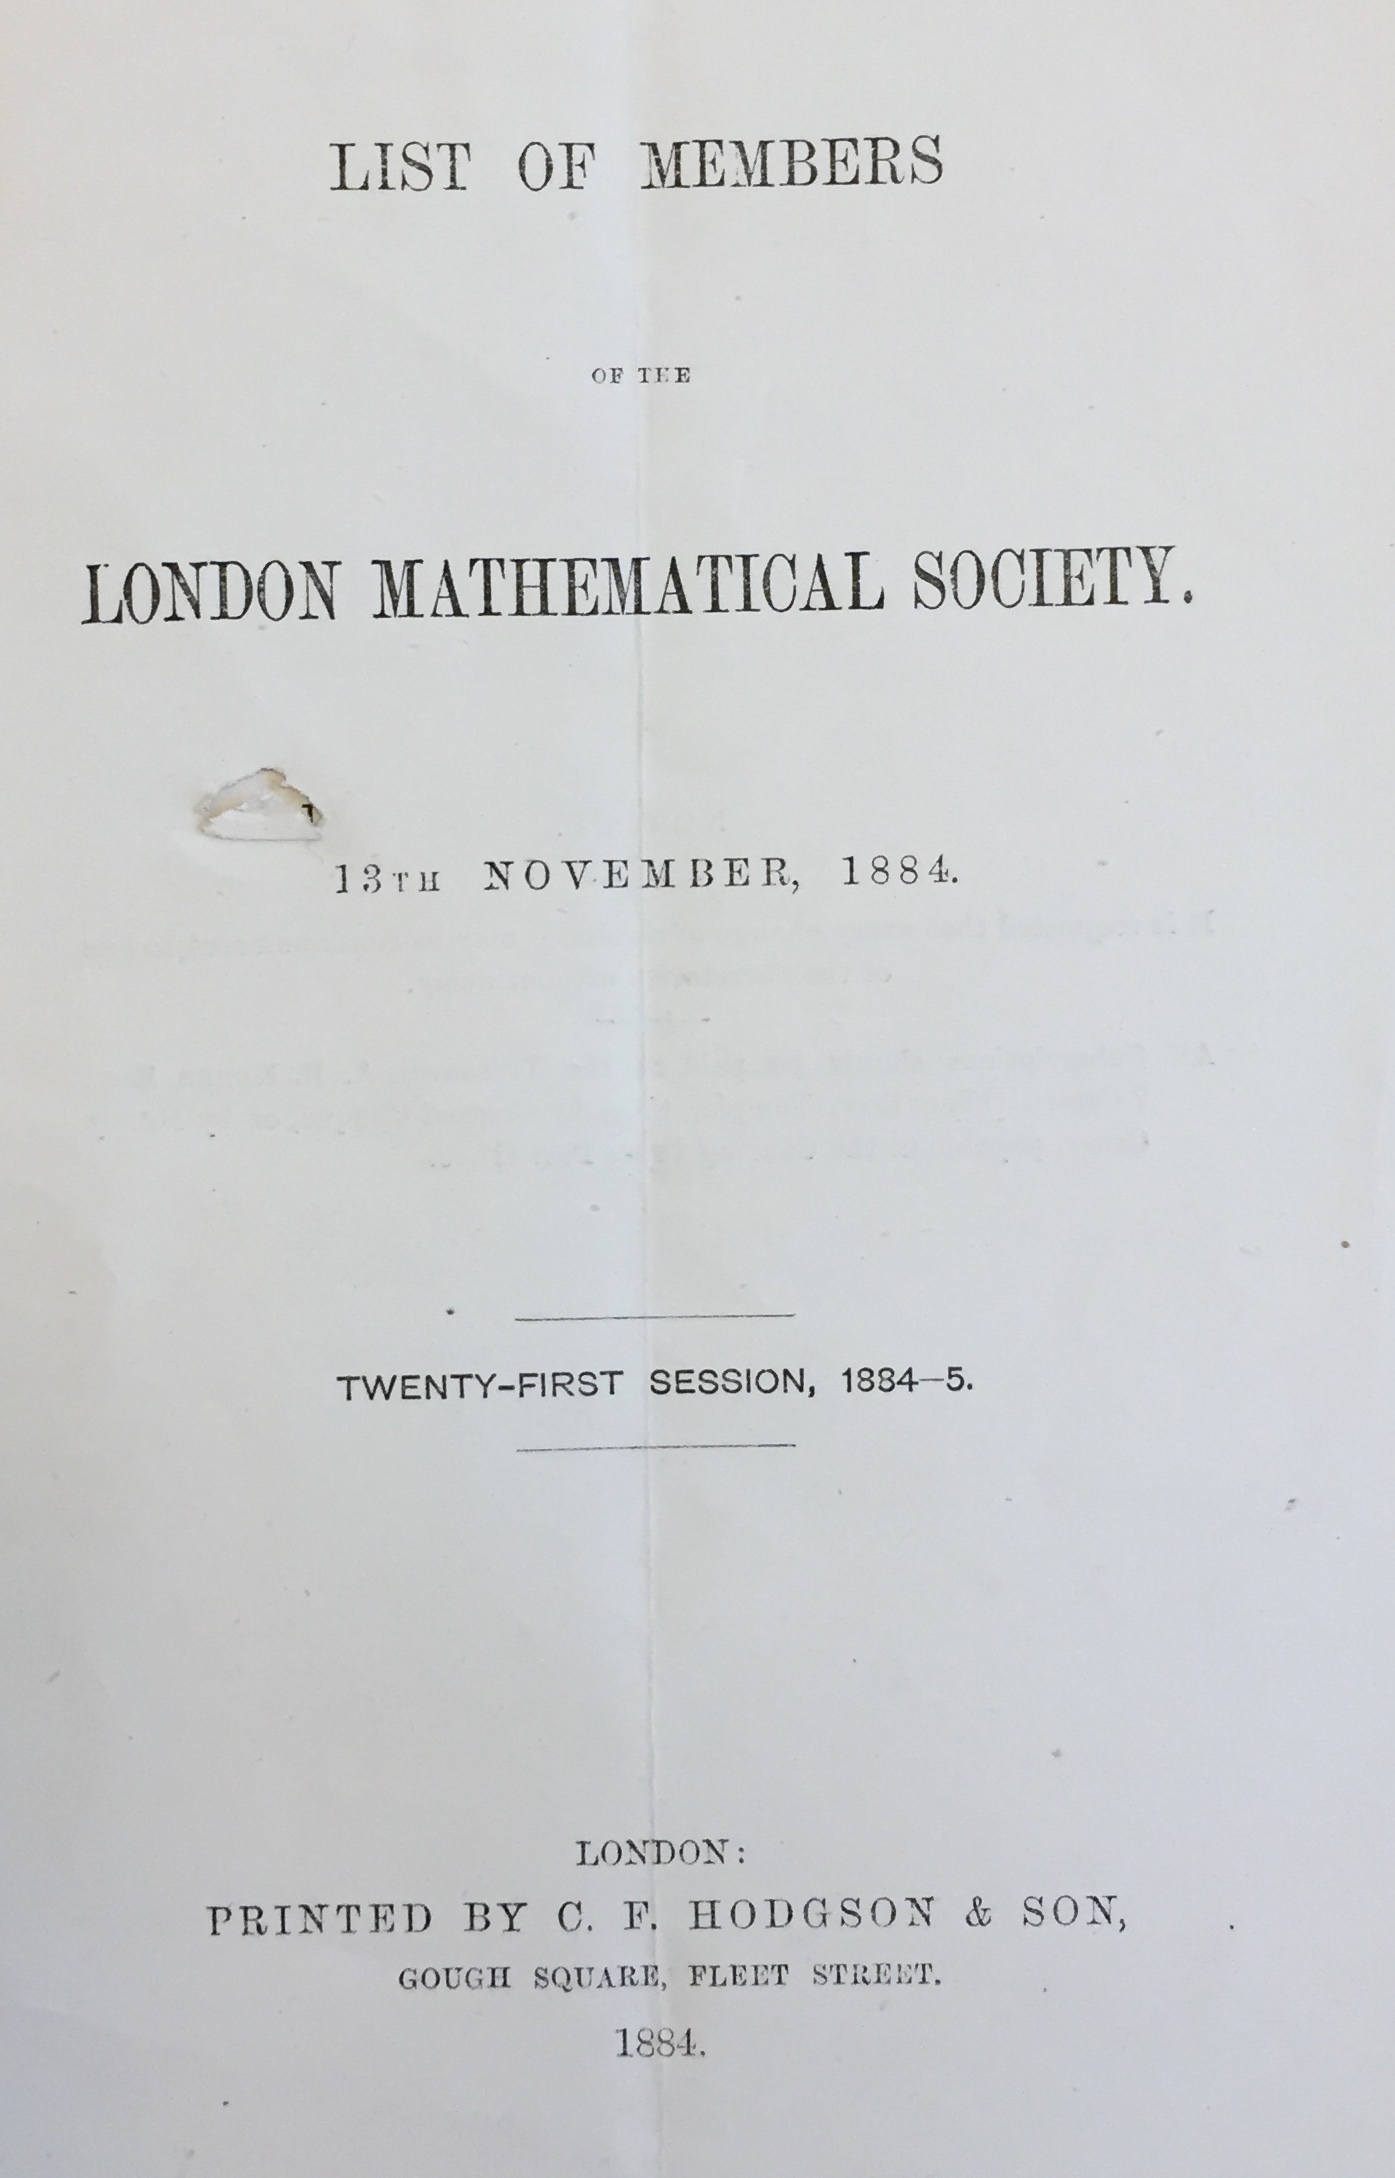 LIST OF MEMBERS
OF THE
LONDON MATHEMATICAL SOCIETY.
13TH NOVEMBER, 1884.
TWENTY-FIRST SESSION, 1884—5.
LONDON:
PRINTED BY C. F. HODGSON & SON,
GOUGH SQUARE, FLEET STREET.
1884.